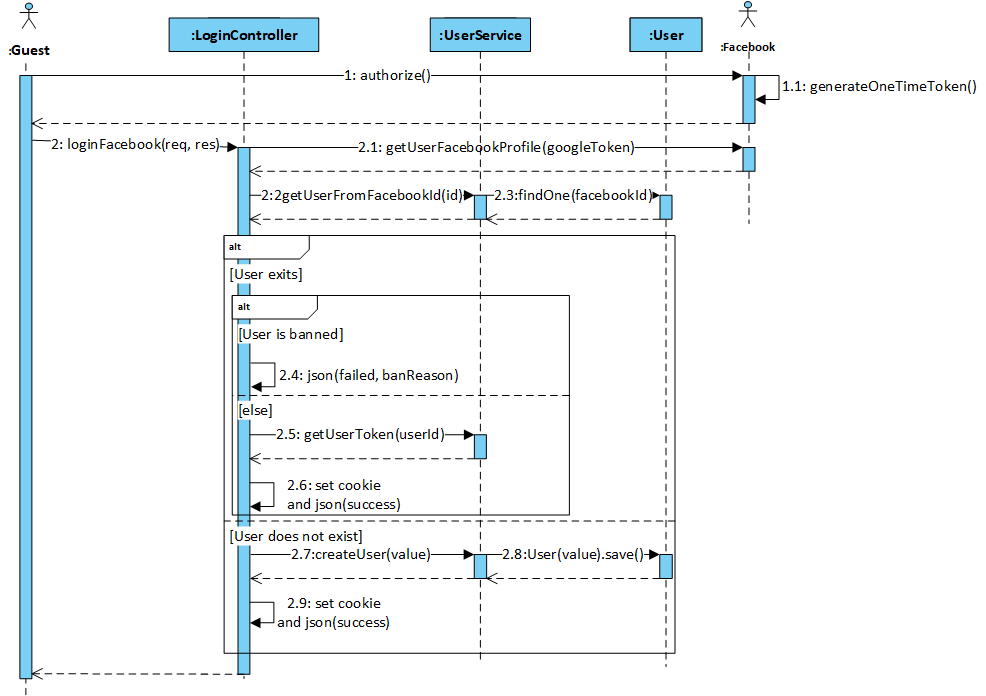 :Guest
:LoginController
:UserService
:User
:Facebook
1: authorize()
1.1: generateOneTimeToken()
2: loginFacebook(req, res)
2.1: getUserFacebookProfile(googleToken)
2:2getUserFromFacebookId(id)
2.3:findOne(facebookId)
alt
[User exits]
alt
[User is banned]
2.4: json(failed, banReason)
[else]
2.5: getUserToken(userId)
2.6: set cookie
and json(success)
[User does not exist]
2.7:createUser(value)
2.8:User(value).save()
2.9: set cookie
and json(success)